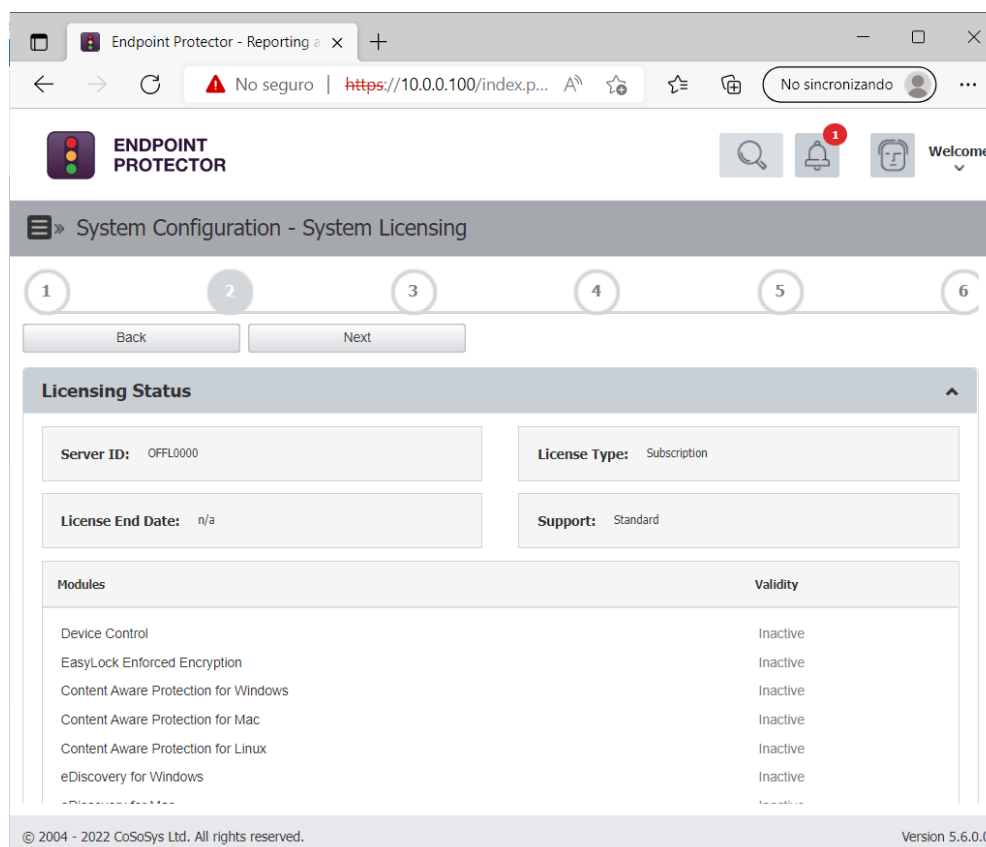 Endpoint Protector - Reporting a
No seguro | https://10.0.0.100/index.p...
No sincronizando
ENDPOINT
PROTECTOR
1
Welcome
System Configuration - System Licensing
1 2 3 4 5 6
Back Next
Licensing Status
Server ID: OFFL0000 License Type: Subscription
License End Date: n/a Support: Standard
Modules Validity
Device Control Inactive
EasyLock Enforced Encryption Inactive
Content Aware Protection for Windows Inactive
Content Aware Protection for Mac Inactive
Content Aware Protection for Linux Inactive
eDiscovery for Windows Inactive
eDiscovery for Mac Inactive
© 2004 - 2022 CoSoSys Ltd. All rights reserved. Version 5.6.0.0